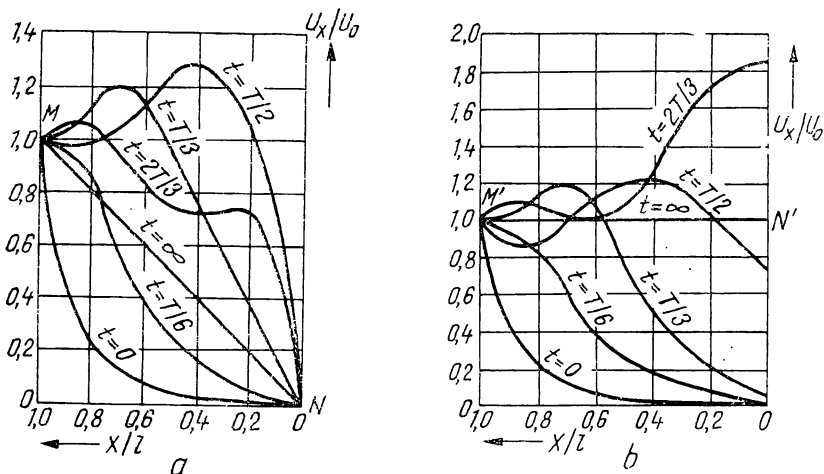 U_x/U_0
1,4
1,2
1,0
0,8
0,6
0,4
0,2
0
M
t=T/2
t=T/3
t=2T/3
t=∞
t=T/6
t=0
N
1,0 0,8 0,6 0,4 0,2 0
X/l
a
2,0
1,8
1,6
1,4
1,2
1,0
0,8
0,6
0,4
0,2
0
U_x/U_0
t=2T/3
M'
t=∞
t=T/2
N'
t=T/6
t=T/3
t=0
1,0 0,8 0,6 0,4 0,2 0
X/l
b